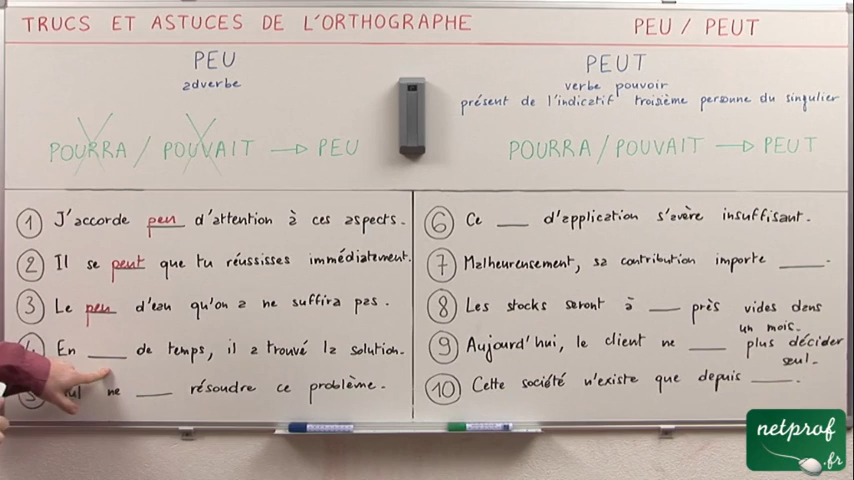 TRUCS ET ASTUCES DE L'ORTHOGRAPHE PEU / PEUT
PEU
adverbe
POURRA / POUVAIT → PEU
PEUT
verbe pouvoir
présent de l'indicatif troisième personne du singulier
POURRA / POUVAIT → PEUT
1 J'accorde peu d'attention à ces aspects.
2 Il se peut que tu réussisses immédiatement.
3 Le peu d'eau qu'on a ne suffira pas.
4 En ___ de temps, il a trouvé la solution.
5 ne ___ résoudre ce problème.
6 Ce ___ d'application s'avère insuffisant.
7 Malheureusement, sa contribution importe ___.
8 Les stocks seront à ___ près vides dans
un mois.
9 Aujourd'hui, le client ne ___ plus décider
seul.
10 Cette société n'existe que depuis ___.
netprof
.fr